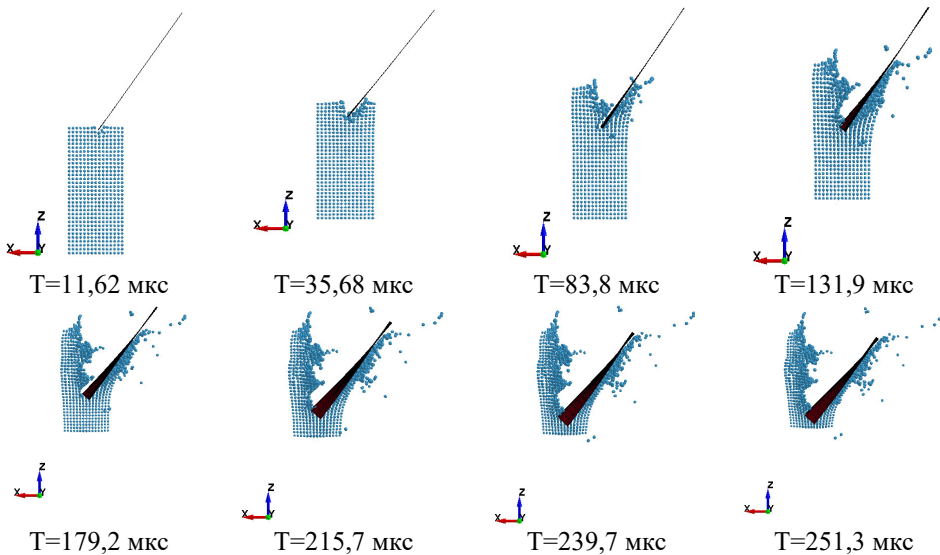 Z
X Y
Z
X Y
Z
X Y
Z
X Y
T=11,62 мкс T=35,68 мкс T=83,8 мкс T=131,9 мкс
Z
X Y
Z
X Y
Z
X Y
Z
X Y
T=179,2 мкс T=215,7 мкс T=239,7 мкс T=251,3 мкс